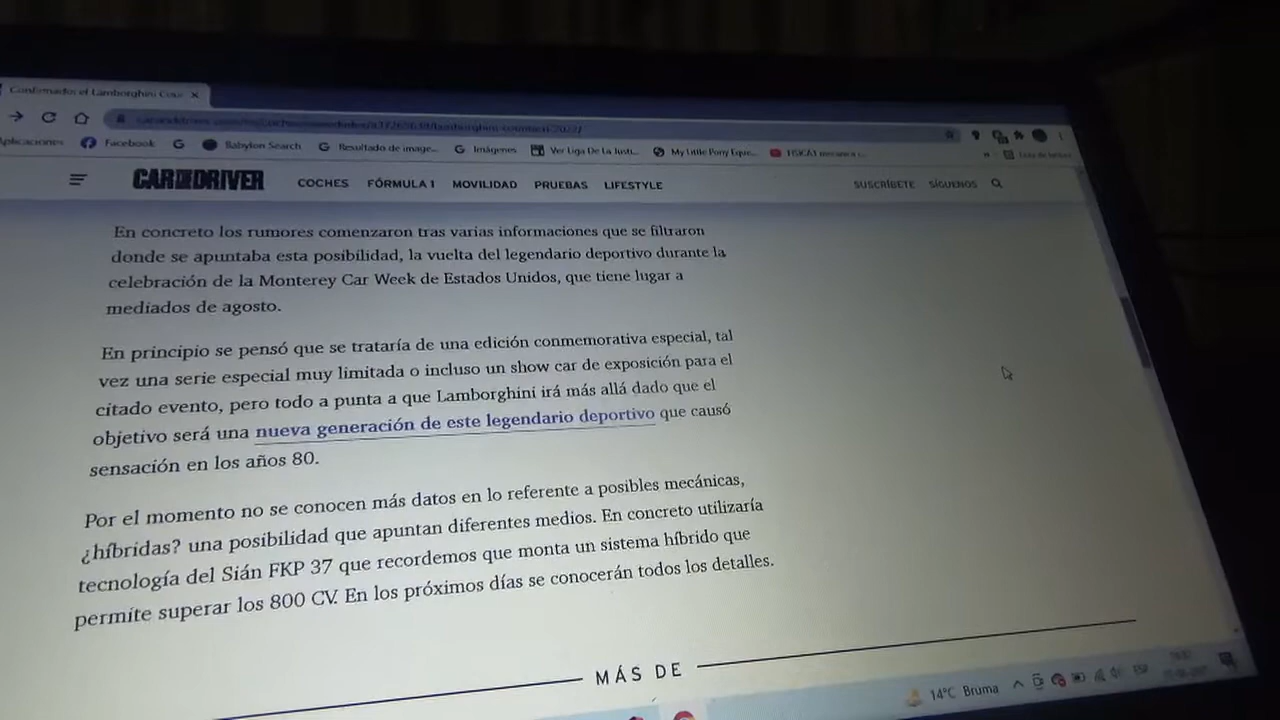 Confirmado: el Lamborghini Coun
Aplicaciones Facebook G Babylon Search Resultado de image... Imágenes Ver Liga De La Justi... My Little Pony Eque...
CAR AND DRIVER COCHES FÓRMULA 1 MOVILIDAD PRUEBAS LIFESTYLE SUSCRÍBETE SÍGUENOS
En concreto los rumores comenzaron tras varias informaciones que se filtraron
donde se apuntaba esta posibilidad, la vuelta del legendario deportivo durante la
celebración de la Monterey Car Week de Estados Unidos, que tiene lugar a
mediados de agosto.
En principio se pensó que se trataría de una edición conmemorativa especial, tal
vez una serie especial muy limitada o incluso un show car de exposición para el
citado evento, pero todo a punta a que Lamborghini irá más allá dado que el
objetivo será una nueva generación de este legendario deportivo que causó
sensación en los años 80.
Por el momento no se conocen más datos en lo referente a posibles mecánicas,
¿híbridas? una posibilidad que apuntan diferentes medios. En concreto utilizaría
tecnología del Sián FKP 37 que recordemos que monta un sistema híbrido que
permite superar los 800 CV. En los próximos días se conocerán todos los detalles.
MÁS DE
14°C Bruma ESP